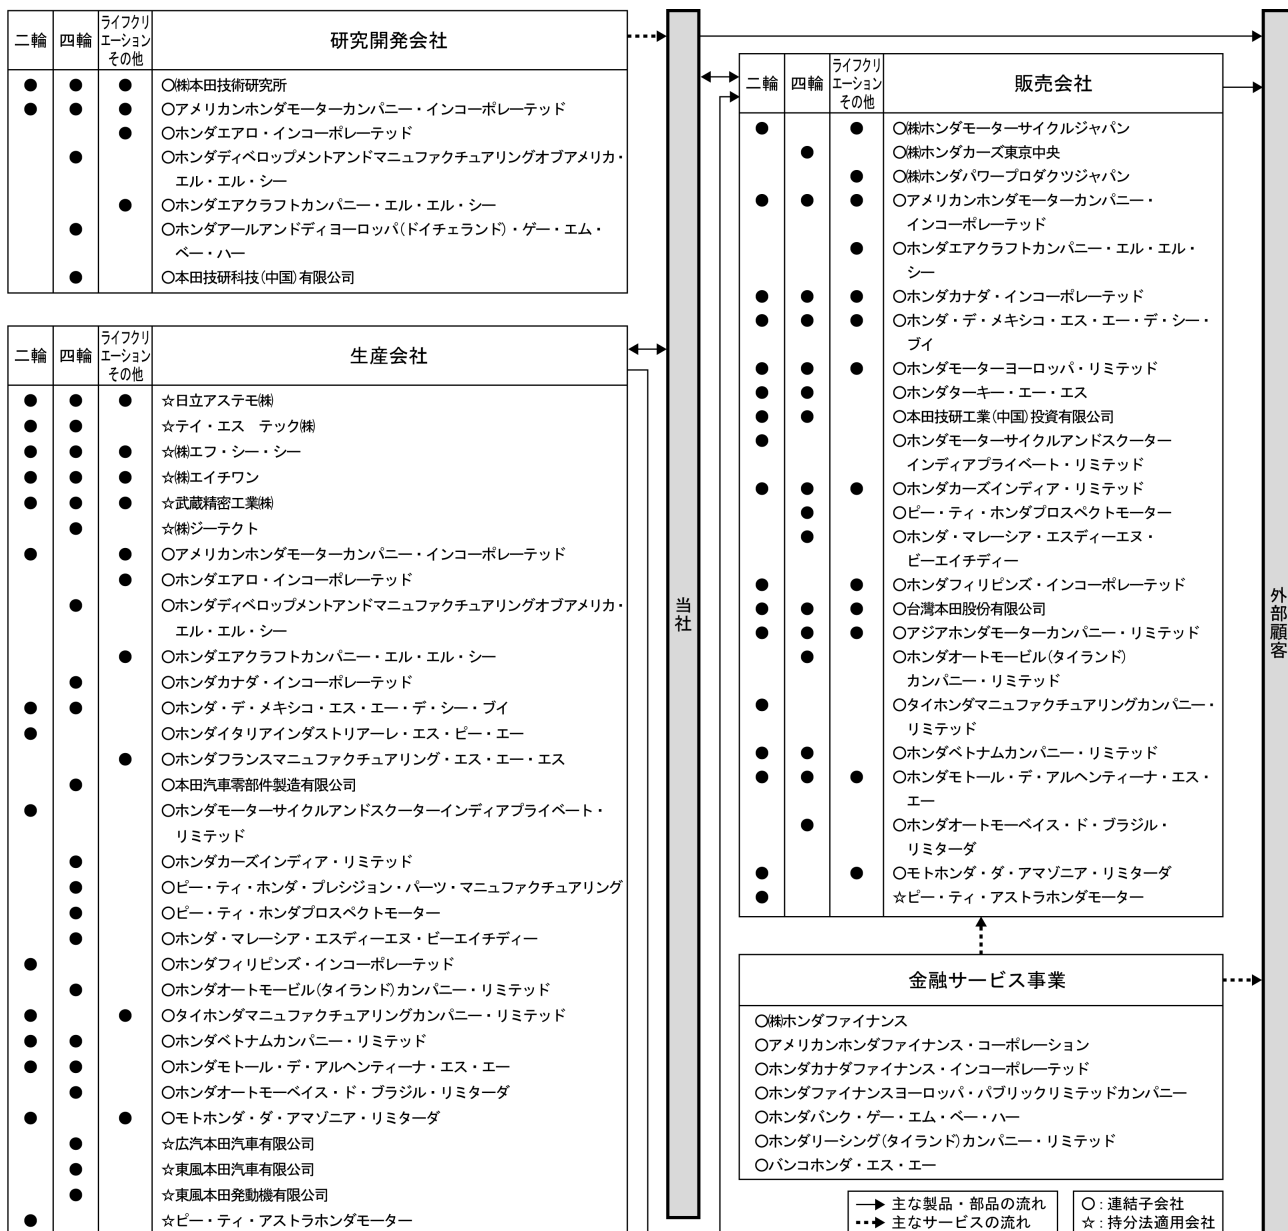 二輪 四輪 ライフクリ
エーション
その他 研究開発会社
● ● ● ○㈱本田技術研究所
● ● ● ○アメリカンホンダモーターカンパニー・インコーポレーテッド
● ○ホンダエアロ・インコーポレーテッド
● ○ホンダディベロップメントアンドマニュファクチュアリングオブアメリカ・
エル・エル・シー
● ○ホンダエアクラフトカンパニー・エル・エル・シー
● ○ホンダアールアンドディヨーロッパ(ドイチェランド)・ゲー・エム・
ベー・ハー
● ○本田技研科技(中国)有限公司
二輪 四輪 ライフクリ
エーション
その他 生産会社
● ● ● ☆日立アステモ㈱
● ● ☆テイ・エス テック㈱
● ● ● ☆㈱エフ・シー・シー
● ● ● ☆㈱エイチワン
● ● ● ☆武蔵精密工業㈱
● ☆㈱ジーテクト
● ● ○アメリカンホンダモーターカンパニー・インコーポレーテッド
● ○ホンダエアロ・インコーポレーテッド
● ○ホンダディベロップメントアンドマニュファクチュアリングオブアメリカ・
エル・エル・シー
● ○ホンダエアクラフトカンパニー・エル・エル・シー
● ○ホンダカナダ・インコーポレーテッド
● ● ○ホンダ・デ・メキシコ・エス・エー・デ・シー・ブイ
● ○ホンダイタリアインダストリアーレ・エス・ピー・エー
● ○ホンダフランスマニュファクチュアリング・エス・エー・エス
● ○本田汽車零部件製造有限公司
● ○ホンダモーターサイクルアンドスクーターインディアプライベート・
リミテッド
● ○ホンダカーズインディア・リミテッド
● ○ピー・ティ・ホンダ・プレシジョン・パーツ・マニュファクチュアリング
● ○ピー・ティ・ホンダプロスペクトモーター
● ○ホンダ・マレーシア・エスディーエヌ・ビーエイチディー
● ○ホンダフィリピンズ・インコーポレーテッド
● ○ホンダオートモービル(タイランド)カンパニー・リミテッド
● ● ○タイホンダマニュファクチュアリングカンパニー・リミテッド
● ● ○ホンダベトナムカンパニー・リミテッド
● ● ○ホンダモトール・デ・アルヘンティーナ・エス・エー
● ○ホンダオートモーベイス・ド・ブラジル・リミターダ
● ● ○モトホンダ・ダ・アマゾニア・リミターダ
● ☆広汽本田汽車有限公司
● ☆東風本田汽車有限公司
● ☆東風本田発動機有限公司
● ☆ピー・ティ・アストラホンダモーター
当社
二輪 四輪 ライフクリ
エーション
その他 販売会社
● ● ○㈱ホンダモーターサイクルジャパン
● ○㈱ホンダカーズ東京中央
● ○㈱ホンダパワープロダクツジャパン
● ● ● ○アメリカンホンダモーターカンパニー・
インコーポレーテッド
● ○ホンダエアクラフトカンパニー・エル・エル・
シー
● ● ● ○ホンダカナダ・インコーポレーテッド
● ● ● ○ホンダ・デ・メキシコ・エス・エー・デ・シー・
ブイ
● ● ● ○ホンダモーターヨーロッパ・リミテッド
● ● ○ホンダターキー・エー・エス
● ● ○本田技研工業(中国)投資有限公司
● ○ホンダモーターサイクルアンドスクーター
インディアプライベート・リミテッド
● ● ● ○ホンダカーズインディア・リミテッド
● ○ピー・ティ・ホンダプロスペクトモーター
● ○ホンダ・マレーシア・エスディーエヌ・
ビーエイチディー
● ● ○ホンダフィリピンズ・インコーポレーテッド
● ● ● ○台灣本田股份有限公司
● ● ● ○アジアホンダモーターカンパニー・リミテッド
● ○ホンダオートモービル(タイランド)
カンパニー・リミテッド
● ○タイホンダマニュファクチュアリングカンパニー・
リミテッド
● ● ○ホンダベトナムカンパニー・リミテッド
● ● ● ○ホンダモトール・デ・アルヘンティーナ・エス・
エー
● ○ホンダオートモーベイス・ド・ブラジル・
リミターダ
● ● ○モトホンダ・ダ・アマゾニア・リミターダ
● ☆ピー・ティ・アストラホンダモーター
金融サービス事業
○㈱ホンダファイナンス
○アメリカンホンダファイナンス・コーポレーション
○ホンダカナダファイナンス・インコーポレーテッド
○ホンダファイナンスヨーロッパ・パブリックリミテッドカンパニー
○ホンダバンク・ゲー・エム・ベー・ハー
○ホンダリーシング(タイランド)カンパニー・リミテッド
○バンコホンダ・エス・エー
主な製品・部品の流れ
主なサービスの流れ
○:連結子会社
☆:持分法適用会社
外部顧客